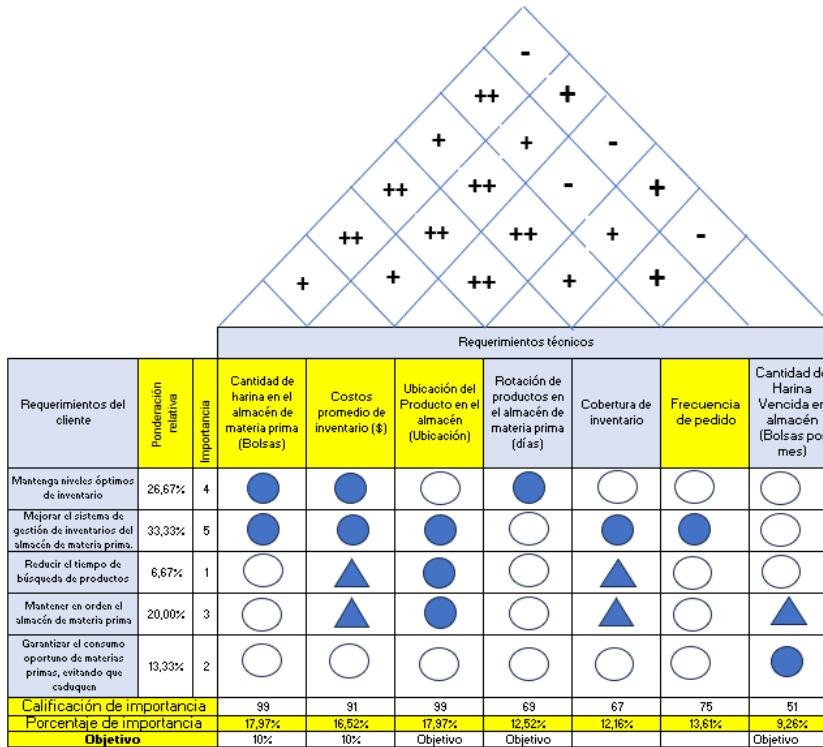 -
++ +
+ + -
++ ++ - +
++ ++ ++ + -
+ + ++ + +
Requerimientos técnicos
Requerimientos del
cliente
Ponderación
relativa
Importancia
Cantidad de
harina en el
almacén de
materia prima
(Bolsas)
Costos
promedio de
inventario ($)
Ubicación del
Producto en el
almacén
(Ubicación)
Rotación de
productos en
el almacén de
materia prima
(días)
Cobertura de
inventario
Frecuencia
de pedido
Cantidad de
Harina
Vencida en
almacén
(Bolsas por
mes)
Mantenga niveles óptimos
de inventario
26,67% 4
Mejorar el sistema de
gestión de inventarios del
almacén de materia prima.
33,33% 5
Reducir el tiempo de
búsqueda de productos
6,67% 1
Mantener en orden el
almacén de materia prima
20,00% 3
Garantizar el consumo
oportuno de materias
primas, evitando que
caduquen
13,33% 2
Calificación de importancia 99 91 99 69 67 75 51
Porcentaje de importancia 17,97% 16,52% 17,97% 12,52% 12,16% 13,61% 9,26%
Objetivo 10% 10% Objetivo Objetivo Objetivo